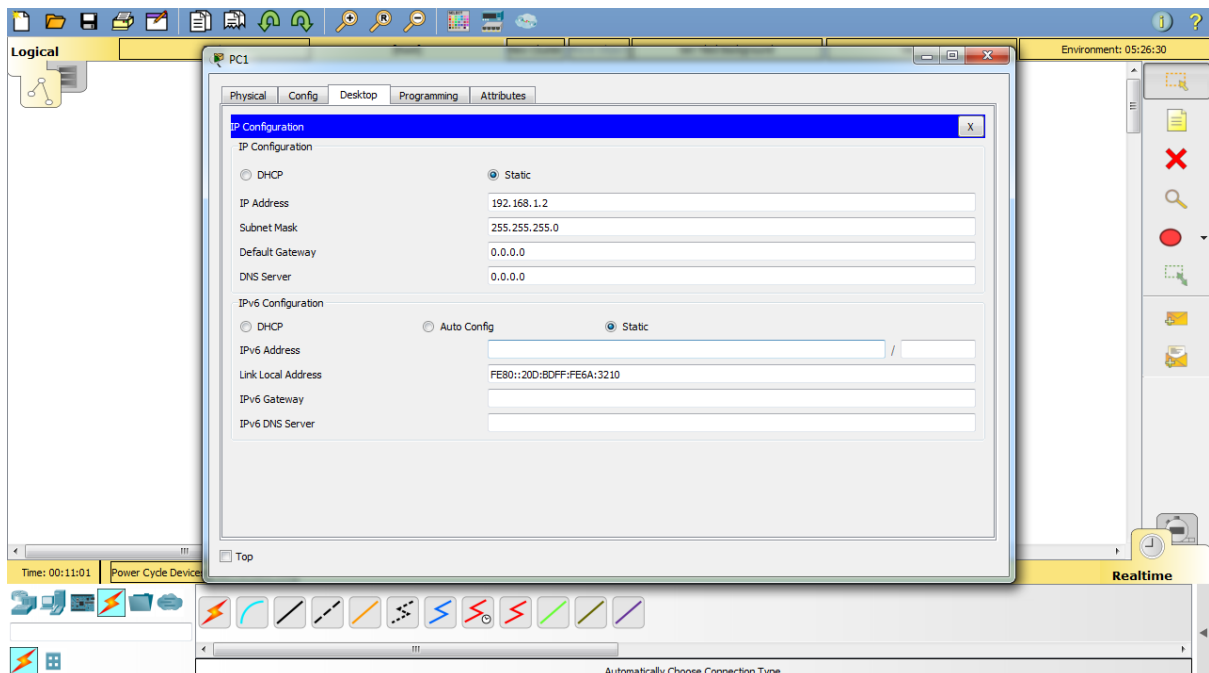 Logical
Environment: 05:26:30
PC1
Physical Config Desktop Programming Attributes
IP Configuration X
IP Configuration
DHCP Static
IP Address 192.168.1.2
Subnet Mask 255.255.255.0
Default Gateway 0.0.0.0
DNS Server 0.0.0.0
IPv6 Configuration
DHCP Auto Config Static
IPv6 Address /
Link Local Address FE80::20D:BDFF:FE6A:3210
IPv6 Gateway
IPv6 DNS Server
Top
Time: 00:11:01 Power Cycle Device
Realtime
Automatically Choose Connection Type